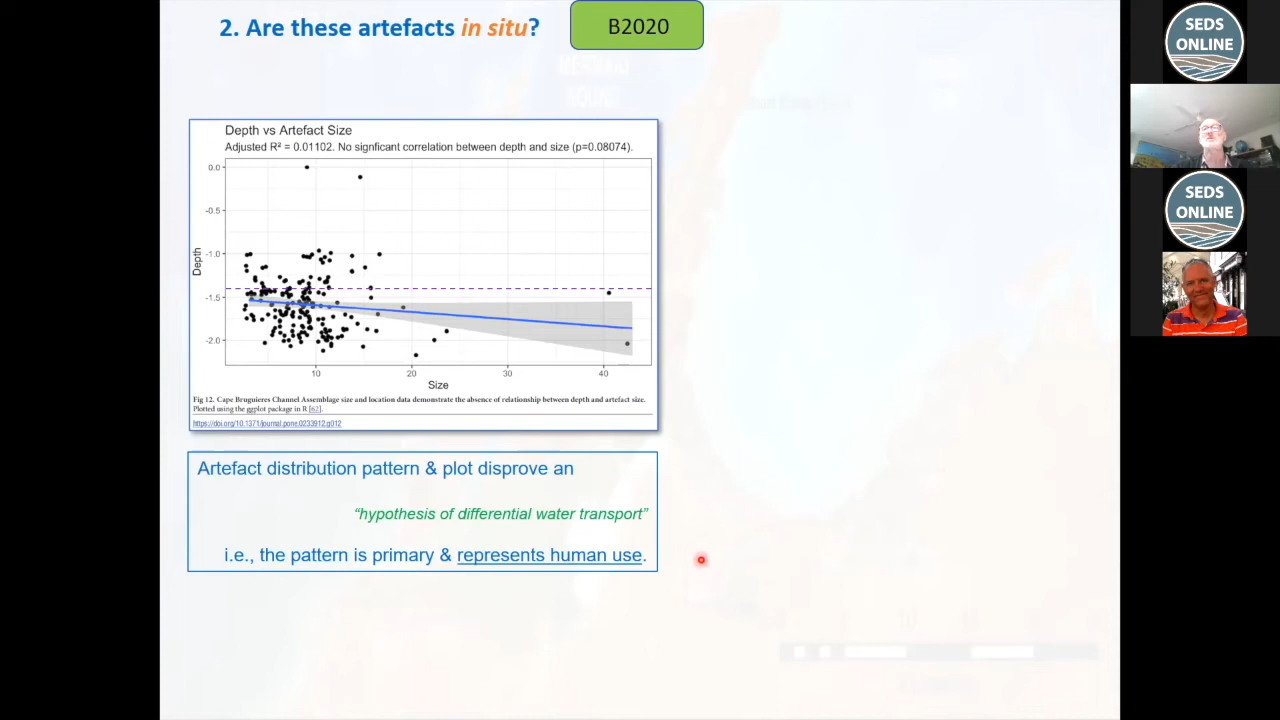 2. Are these artefacts in situ?
B2020
Depth vs Artefact Size
Adjusted R² = 0.01102. No signficant correlation between depth and size (p=0.08074).
0.0
-0.5
-1.0
-1.5
-2.0
Depth
10
20
30
40
Size
Fig 12. Cape Bruguieres Channel Assemblage size and location data demonstrate the absence of relationship between depth and artefact size.
Plotted using the ggplot package in R [62].
https://doi.org/10.1371/journal.pone.0233912.g012
Artefact distribution pattern & plot disprove an
“hypothesis of differential water transport”
i.e., the pattern is primary & represents human use.
SEDS
ONLINE
SEDS
ONLINE